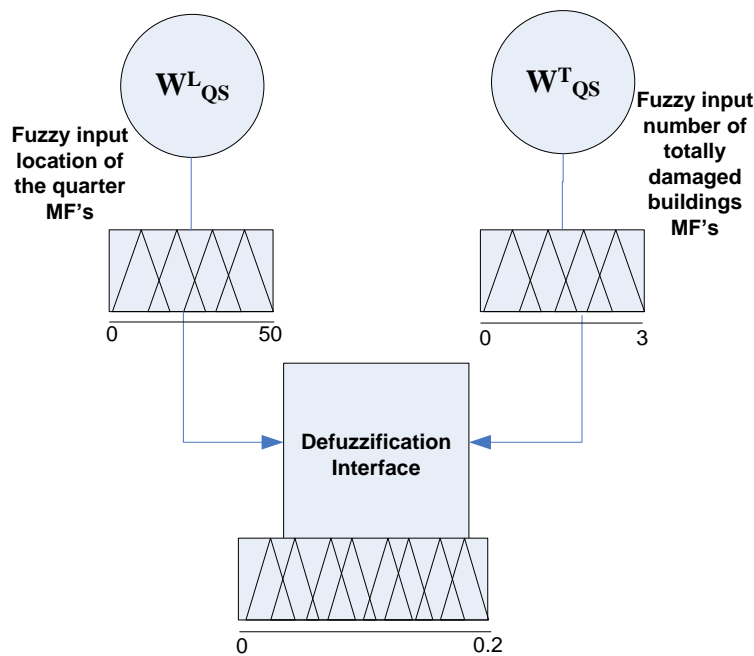 W^L_QS
W^T_QS
Fuzzy input
location of
the quarter
MF's
Fuzzy input
number of
totally
damaged
buildings
MF's
0 50
0 3
Defuzzification
Interface
0 0.2